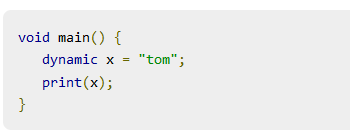 void main() {
   dynamic x = "tom";
   print(x);
}